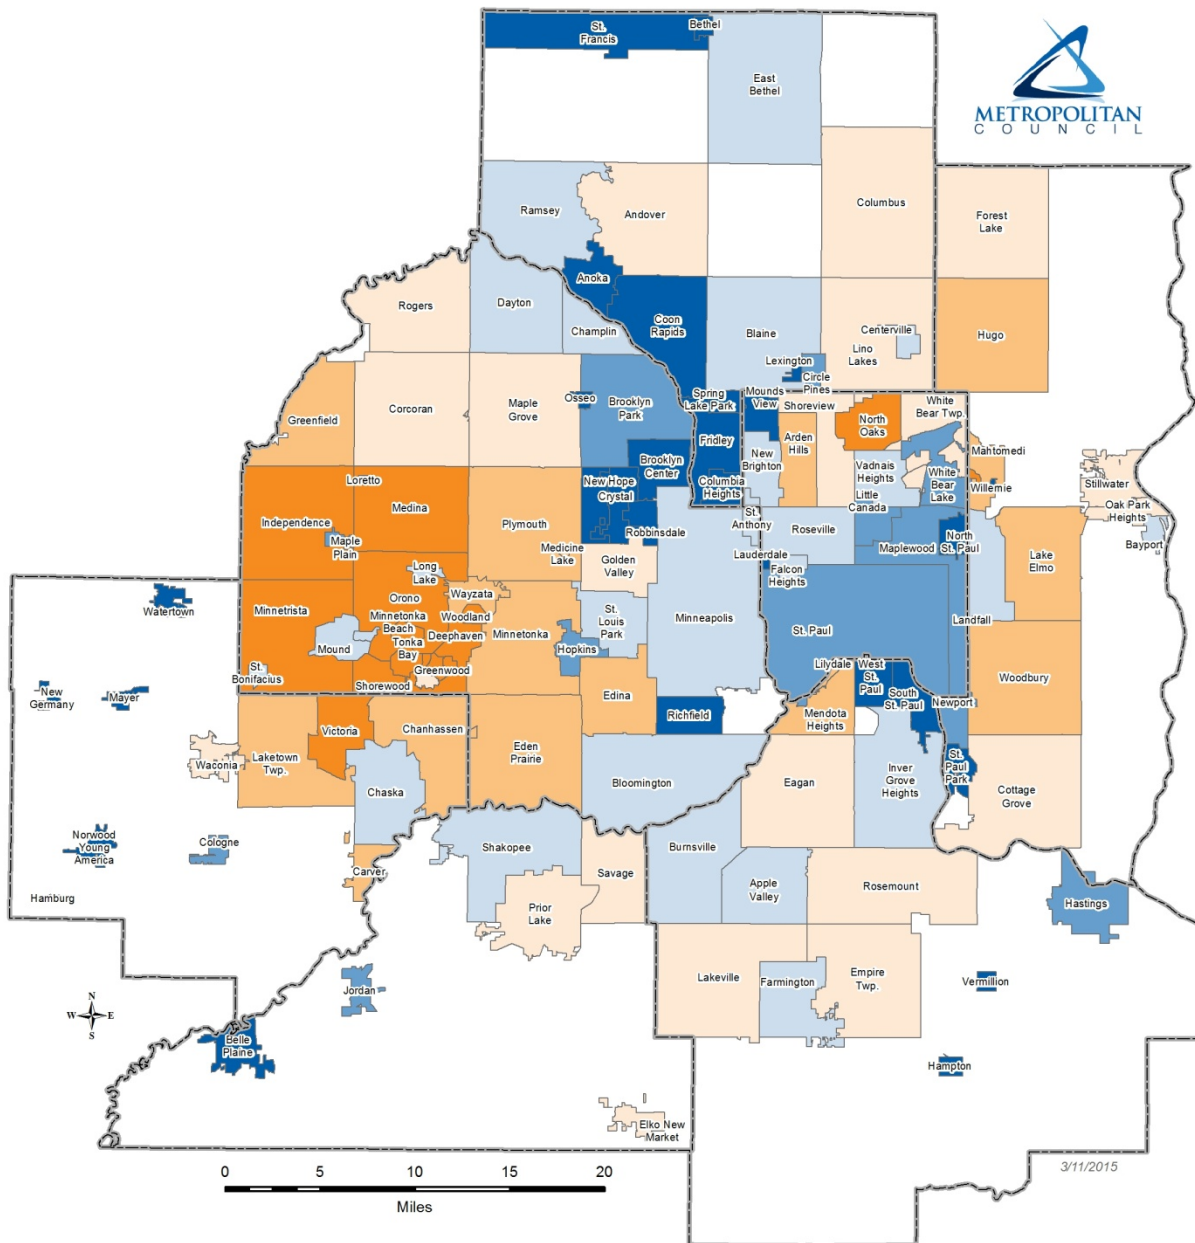 St.
Francis
Bethel
East
Bethel
METROPOLITAN
COUNCIL
Ramsey
Andover
Columbus
Forest
Lake
Anoka
Rogers
Dayton
Champlin
Coon
Rapids
Blaine
Centerville
Lino
Lakes
Hugo
Lexington
Circle
Pines
Corcoran
Maple
Grove
Osseo
Brooklyn
Park
Spring
Lake Park
Mounds
View
Shoreview
White
Bear Twp.
Greenfield
Fridley
Arden
Hills
North
Oaks
Mahtomedi
New
Brighton
Brooklyn
Center
Vadnais
Heights
White
Bear
Lake
Willernie
Stillwater
Loretto
Medina
New Hope
Crystal
Columbia
Heights
Little
Canada
Oak Park
Heights
Independence
Plymouth
Robbinsdale
St.
Anthony
Roseville
Maplewood
North
St. Paul
Bayport
Maple
Plain
Medicine
Lake
Golden
Valley
Lauderdale
Falcon
Heights
Lake
Elmo
Long
Lake
Orono
Wayzata
Watertown
Minnetrista
Minnetonka
Beach
Woodland
St.
Louis
Park
Minneapolis
Landfall
Mound
Tonka
Bay
Deephaven
Minnetonka
Hopkins
St. Paul
St.
Bonifacius
Greenwood
Shorewood
Lilydale
West
St.
Paul
South
St. Paul
Woodbury
New
Germany
Mayer
Edina
Richfield
Mendota
Heights
Newport
Victoria
Chanhassen
Waconia
Laketown
Twp.
Eden
Prairie
Bloomington
Eagan
Inver
Grove
Heights
St.
Paul
Park
Chaska
Cottage
Grove
Norwood
Young
America
Cologne
Shakopee
Burnsville
Hamburg
Carver
Savage
Apple
Valley
Rosemount
Prior
Lake
Hastings
Jordan
Lakeville
Farmington
Empire
Twp.
Vermillion
N
W E
S
Belle
Plaine
Hampton
Elko New
Market
0 5 10 15 20
Miles
3/11/2015